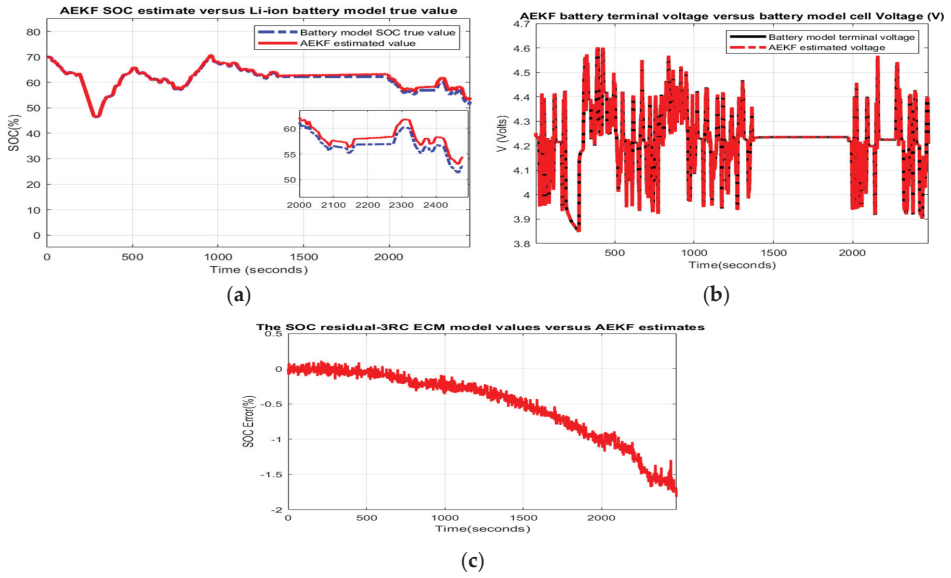 AEKF SOC estimate versus Li-ion battery model true value
Battery model SOC true value
AEKF estimated value
SOC(%)
80
70
60
50
40
30
20
10
0
60
55
50
2000 2100 2200 2300 2400
0 500 1000 1500 2000
Time (seconds)
(a)
AEKF battery terminal voltage versus battery model cell Voltage (V)
Battery model terminal voltage
AEKF estimated voltage
V (Volts)
4.7
4.6
4.5
4.4
4.3
4.2
4.1
4
3.9
3.8
500 1000 1500 2000
Time(seconds)
(b)
The SOC residual-3RC ECM model values versus AEKF estimates
SOC Error(%)
0.5
0
-0.5
-1
-1.5
-2
0 500 1000 1500 2000
Time(seconds)
(c)